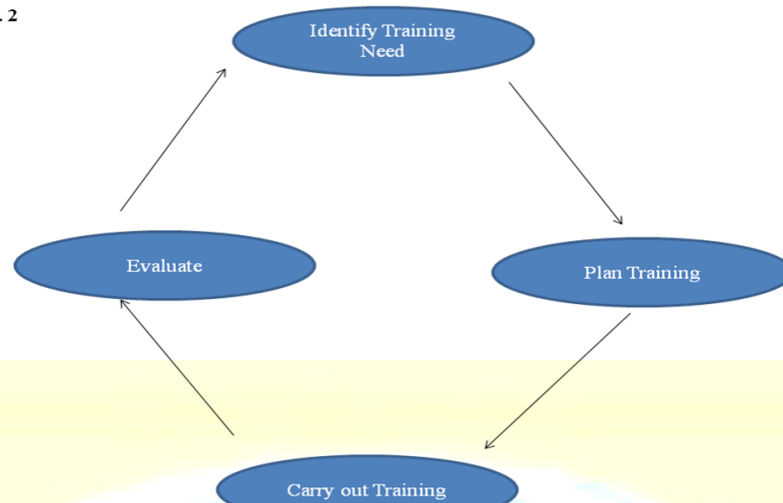 . 2
Identify Training
Need
Evaluate
Plan Training
Carry out Training